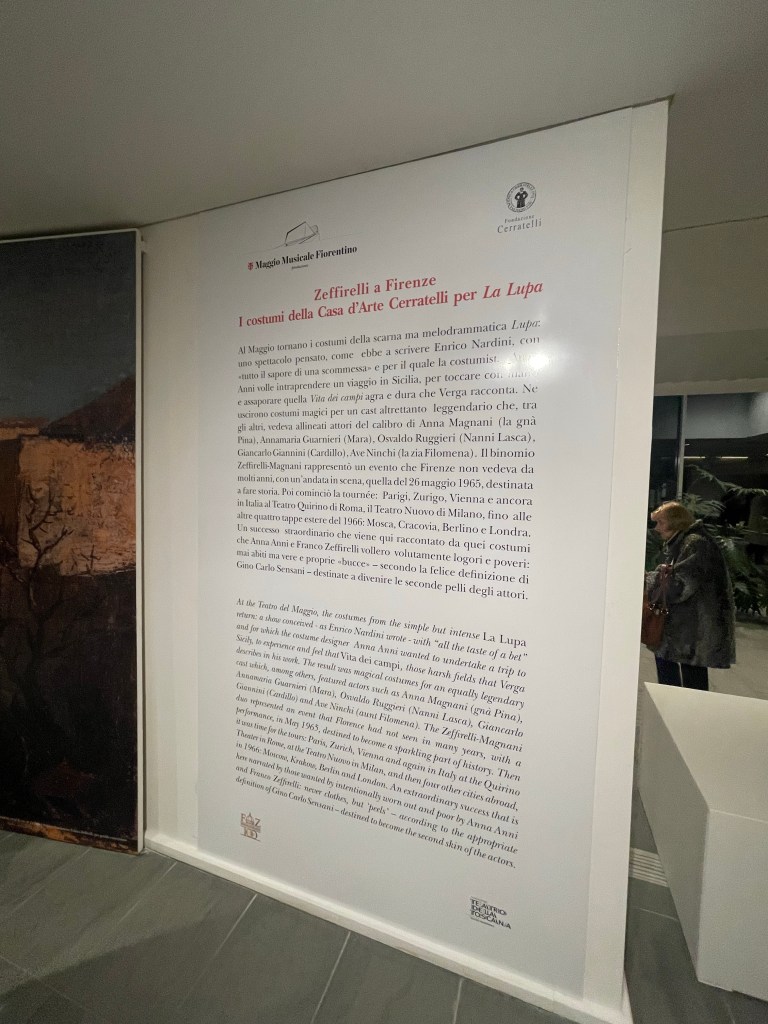 Maggio Musicale Fiorentino
Fondazione
Cerratelli
Zeffirelli a Firenze
I costumi della Casa d'Arte Cerratelli per La Lupa
Al Maggio tornano i costumi della scarna ma melodrammatica Lupa:
uno spettacolo pensato, come ebbe a scrivere Enrico Nardini, con
«tutto il sapore di una scommessa» e per il quale la costumist
Anni volle intraprendere un viaggio in Sicilia, per toccare con
e assaporare quella Vita dei campi agra e dura che Verga racconta. Ne
uscirono costumi magici per un cast altrettanto leggendario che, tra
gli altri, vedeva allineati attori del calibro di Anna Magnani (la gnà
Pina), Annamaria Guarnieri (Mara), Osvaldo Ruggieri (Nanni Lasca),
Giancarlo Giannini (Cardillo), Ave Ninchi (la zia Filomena). Il binomio
Zeffirelli-Magnani rappresentò un evento che Firenze non vedeva da
molti anni, con un'andata in scena, quella del 26 maggio 1965, destinata
a fare storia. Poi cominciò la tournée: Parigi, Zurigo, Vienna e ancora
in Italia al Teatro Quirino di Roma, il Teatro Nuovo di Milano, fino alle
altre quattro tappe estere del 1966: Mosca, Cracovia, Berlino e Londra.
Un successo straordinario che viene qui raccontato da quei costumi
che Anna Anni e Franco Zeffirelli vollero volutamente logori e poveri:
mai abiti ma vere e proprie «bucce» – secondo la felice definizione di
Gino Carlo Sensani – destinate a divenire le seconde pelli degli attori.
At the Teatro del Maggio, the costumes from the simple but intense La Lupa
return: a show conceived - as Enrico Nardini wrote - with "all the taste of a bet"
and for which the costume designer Anna Anni wanted to undertake a trip to
Sicily, to experience and feel that Vita dei campi, those harsh fields that Verga
describes in his work. The result was magical costumes for an equally legendary
cast which, among others, featured actors such as Anna Magnani (gnà Pina),
Annamaria Guarnieri (Mara), Osvaldo Ruggieri (Nanni Lasca), Giancarlo
Giannini (Cardillo) and Ave Ninchi (aunt Filomena). The Zeffirelli-Magnani
duo represented an event that Florence had not seen in many years, with a
performance, in May 1965, destined to become a sparkling part of history. Then
it was time for the tours: Paris, Zurich, Vienna and again in Italy at the Quirino
Theater in Rome, at the Teatro Nuovo in Milan, and then four other cities abroad,
in 1966: Moscow, Krakow, Berlin and London. An extraordinary success that is
here narrated by those wanted by intentionally worn out and poor by Anna Anni
and Franco Zeffirelli: never clothes, but 'peels' – according to the appropriate
definition of Gino Carlo Sensani – destined to become the second skin of the actors.
TEATRO
DELLA
TOSCANA